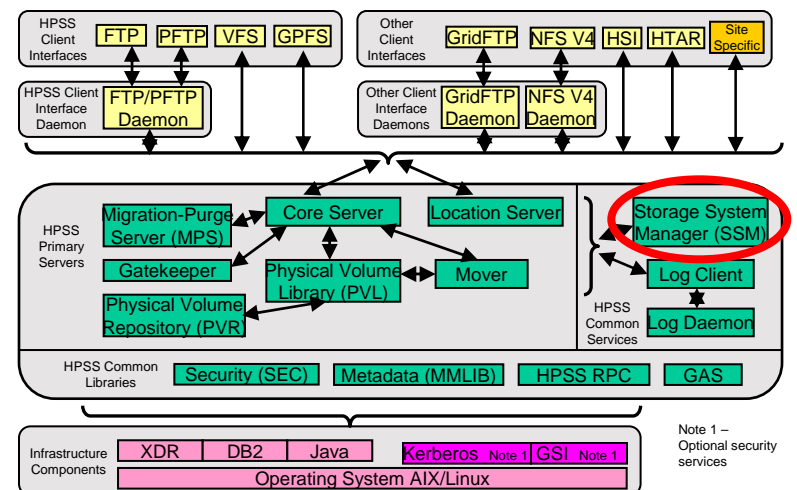 HPSS
Client
Interfaces
FTP
PFTP
VFS
GPFS
Other
Client
Interfaces
GridFTP
NFS V4
HSI
HTAR
Site
Specific
HPSS Client
Interface
Daemon
FTP/PFTP
Daemon
Other Client
Interface
Daemons
GridFTP
Daemon
NFS V4
Daemon
HPSS
Primary
Servers
Migration-Purge
Server (MPS)
Core Server
Location Server
Gatekeeper
Physical Volume
Library (PVL)
Mover
Physical Volume
Repository (PVR)
Storage System
Manager (SSM)
Log Client
HPSS
Common
Services
Log Daemon
HPSS Common
Libraries
Security (SEC)
Metadata (MMLIB)
HPSS RPC
GAS
Infrastructure
Components
XDR
DB2
Java
Kerberos Note 1
GSI Note 1
Operating System AIX/Linux
Note 1 –
Optional security
services